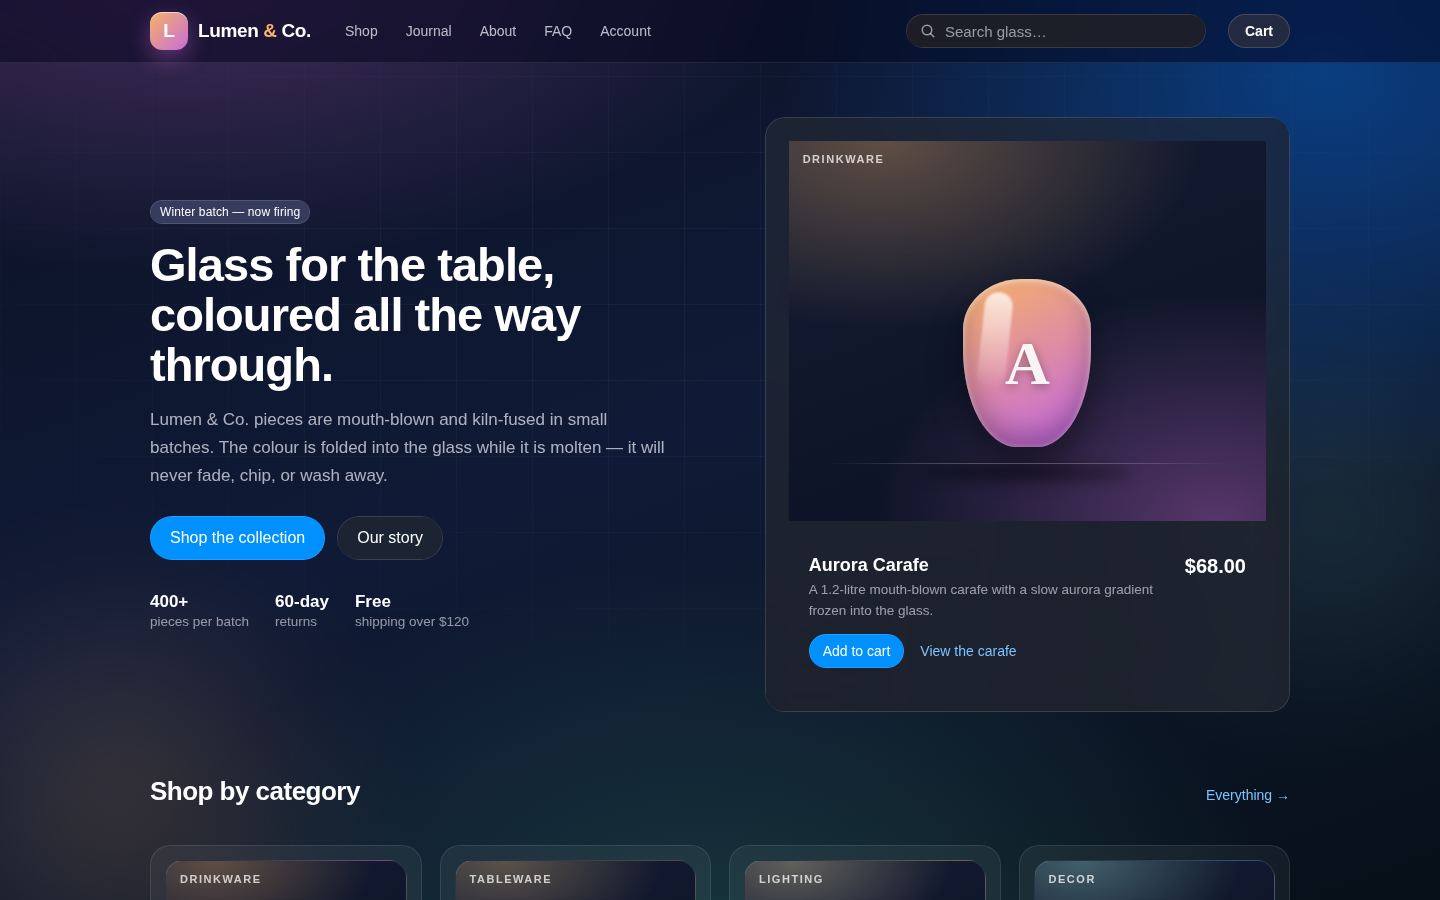 L
Lumen & Co.
Shop
Journal
About
FAQ
Account
Search glass…
Cart
Winter batch — now firing
Glass for the table,
coloured all the way
through.
Lumen & Co. pieces are mouth-blown and kiln-fused in small
batches. The colour is folded into the glass while it is molten — it will
never fade, chip, or wash away.
Shop the collection
Our story
400+
pieces per batch
60-day
returns
Free
shipping over $120
DRINKWARE
A
Aurora Carafe
$68.00
A 1.2-litre mouth-blown carafe with a slow aurora gradient
frozen into the glass.
Add to cart
View the carafe
Shop by category
Everything →
DRINKWARE
TABLEWARE
LIGHTING
DECOR